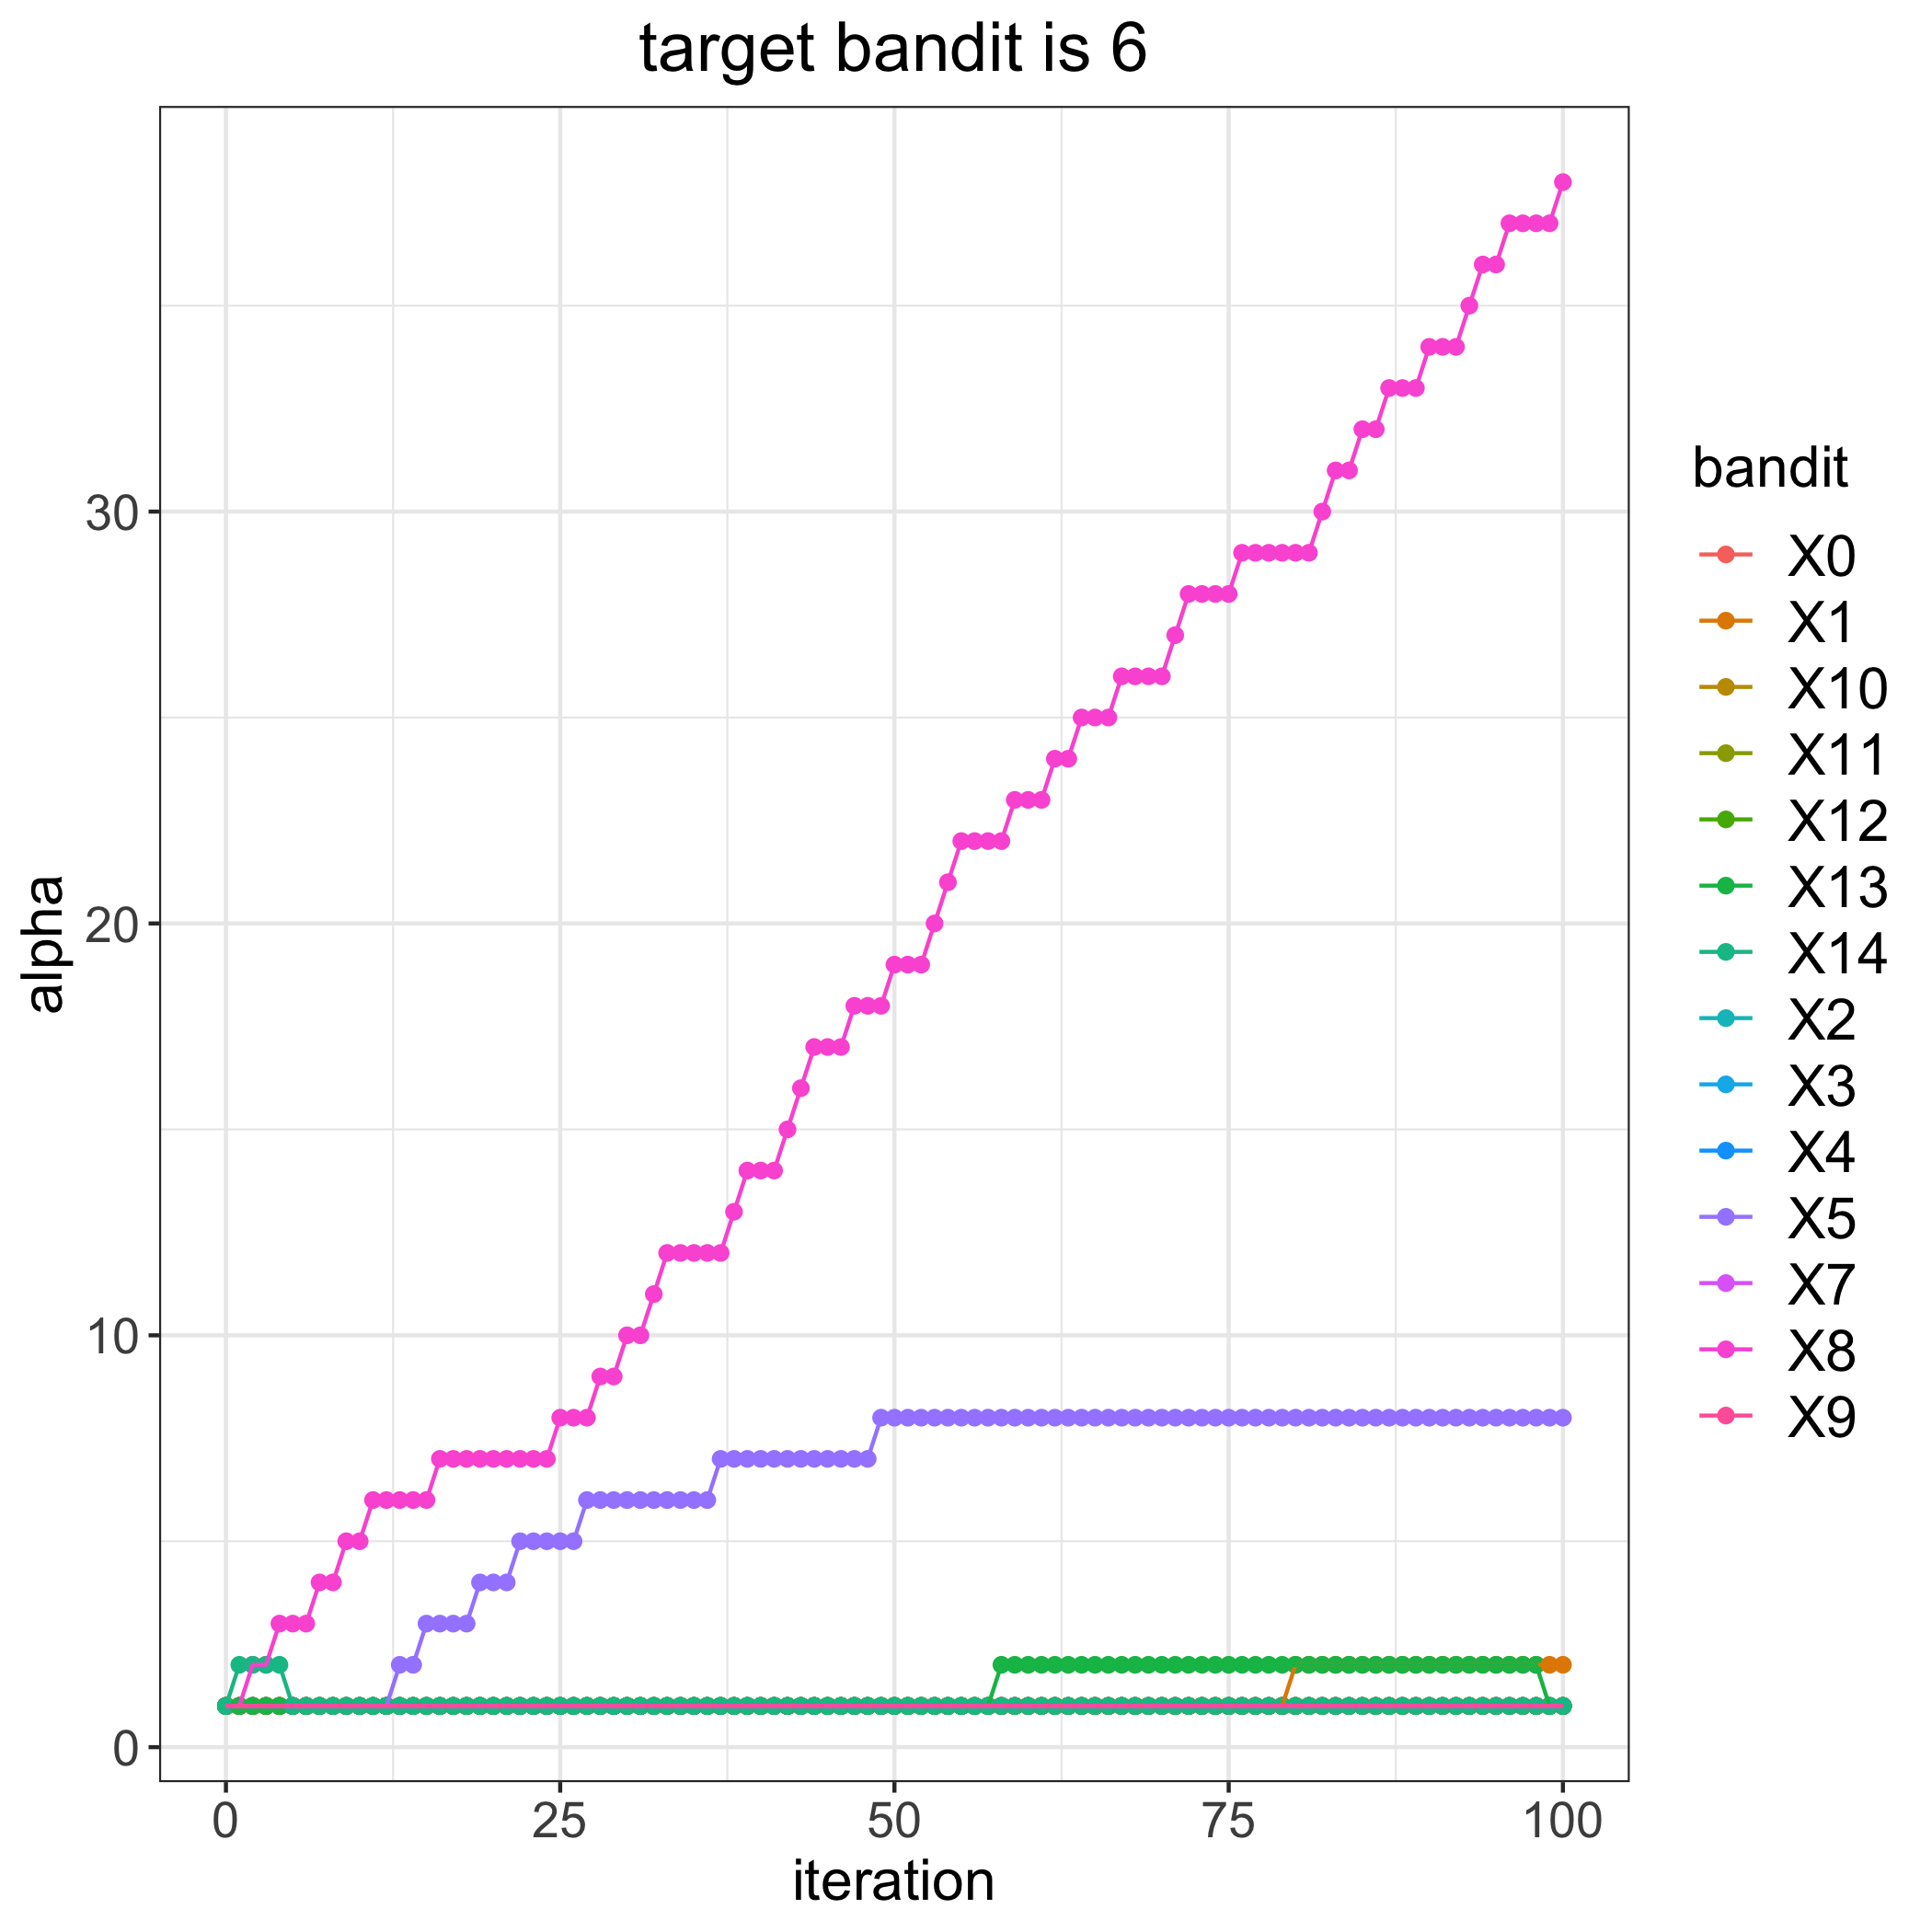 target bandit is 6
alpha
30
20
10
0
0 25 50 75 100
iteration
bandit
X0
X1
X10
X11
X12
X13
X14
X2
X3
X4
X5
X7
X8
X9